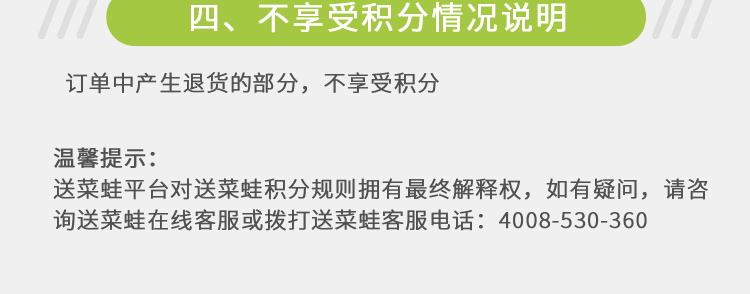 四、不享受积分情况说明
订单中产生退货的部分，不享受积分
温馨提示：
送菜蛙平台对送菜蛙积分规则拥有最终解释权，如有疑问，请咨
询送菜蛙在线客服或拨打送菜蛙客服电话：4008-530-360